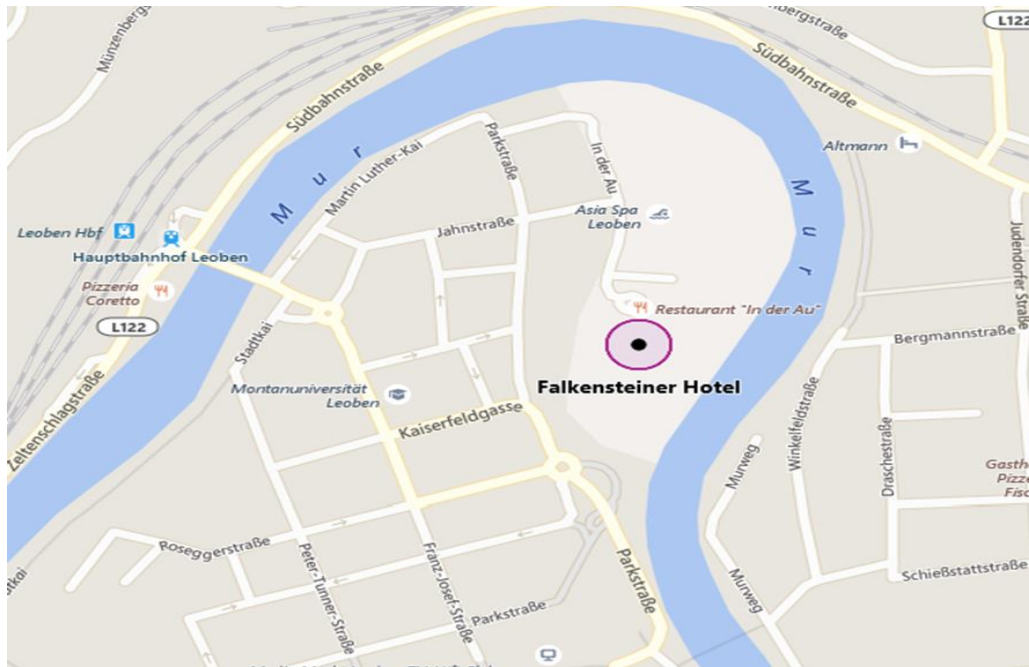 L122
Münzenbergstraße
Südbahnstraße
Südbahnstraße
Mur
Martin Luther-Kai
Parkstraße
In der Au
Altmann
Mur
Asia Spa
Leoben
Jahnstraße
Leoben Hbf
Hauptbahnhof Leoben
Pizzeria
Coretto
L122
Restaurant "In der Au"
Judendorfer Straße
Bergmannstraße
Stadtkai
Falkensteiner Hotel
Montanuniversität
Leoben
Kaiserfeldgasse
Zeltenschlagstraße
Winkelfeldstraße
Draschestraße
Murweg
Roseggerstraße
Peter-Tunner-Straße
Franz-Josef-Straße
Parkstraße
Parkstraße
Murweg
Schießstattstraße